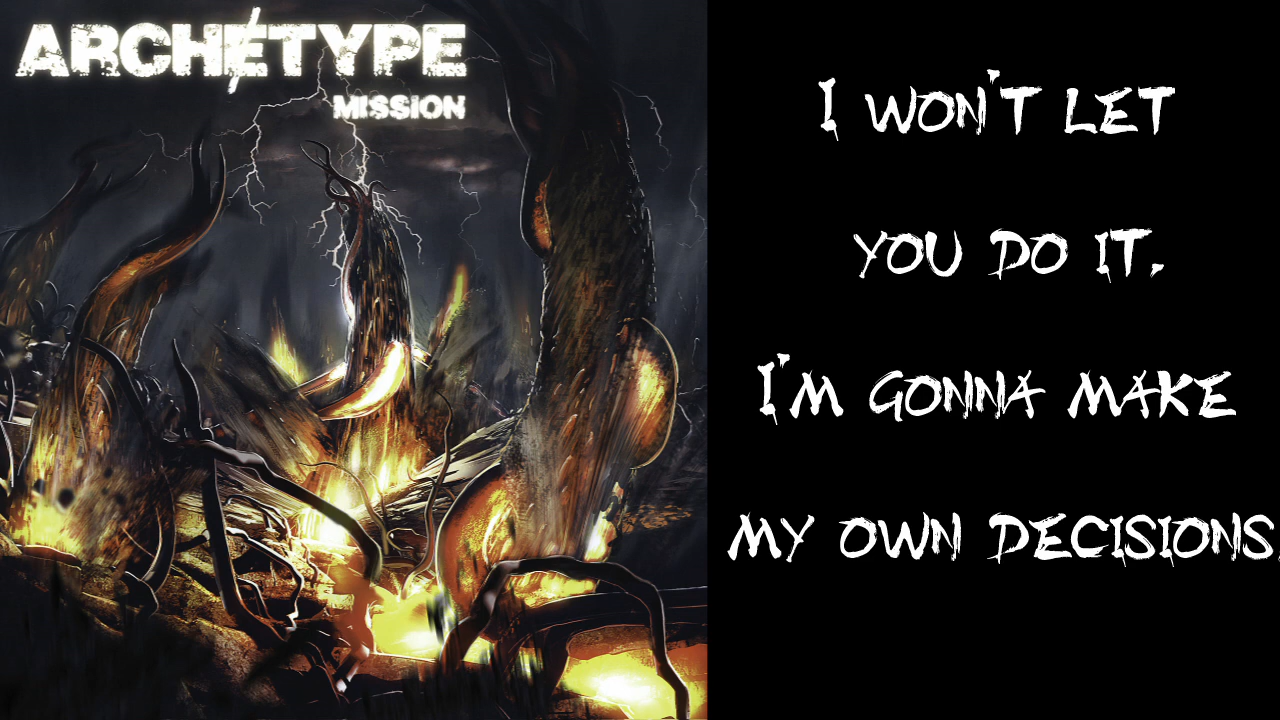 ARCHETYPE
MISSION
I WON'T LET
YOU DO IT.
I'M GONNA MAKE
MY OWN DECISIONS